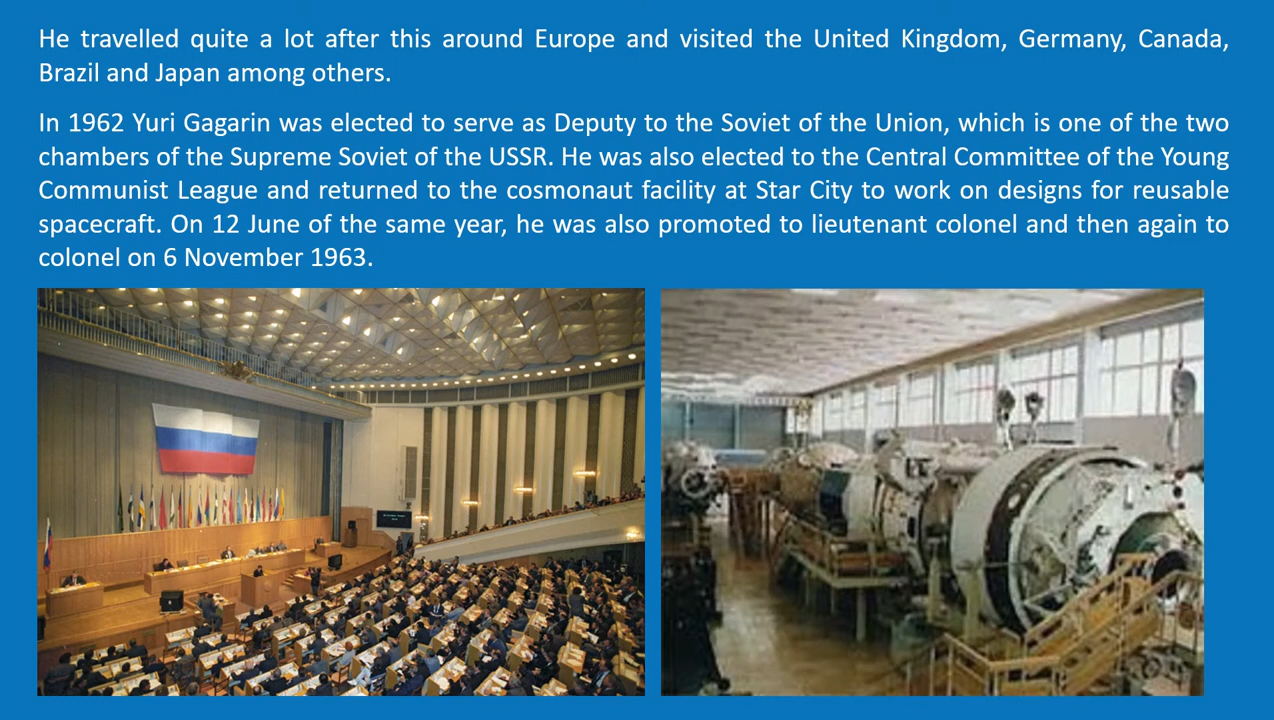 He travelled quite a lot after this around Europe and visited the United Kingdom, Germany, Canada,
Brazil and Japan among others.
In 1962 Yuri Gagarin was elected to serve as Deputy to the Soviet of the Union, which is one of the two
chambers of the Supreme Soviet of the USSR. He was also elected to the Central Committee of the Young
Communist League and returned to the cosmonaut facility at Star City to work on designs for reusable
spacecraft. On 12 June of the same year, he was also promoted to lieutenant colonel and then again to
colonel on 6 November 1963.